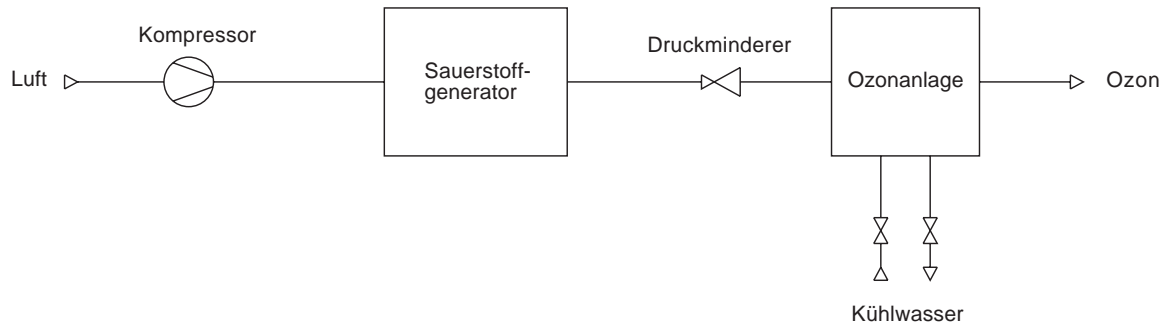 Kompressor
Druckminderer
Luft
Sauerstoff-
generator
Ozonanlage
Ozon
Kühlwasser